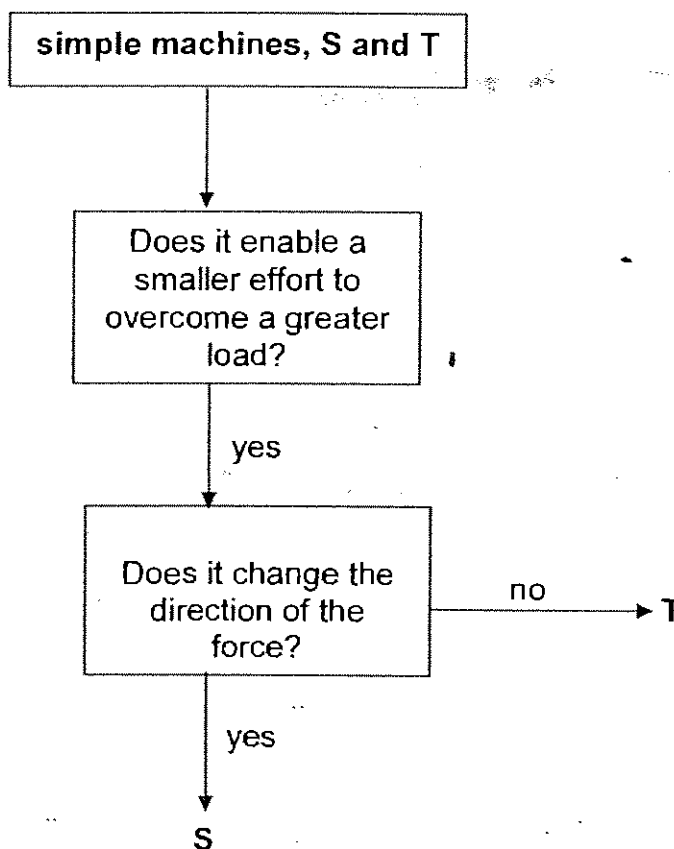 simple machines, S and T
Does it enable a
smaller effort to
overcome a greater
load?
yes
Does it change the
direction of the
force?
no
T
yes
S